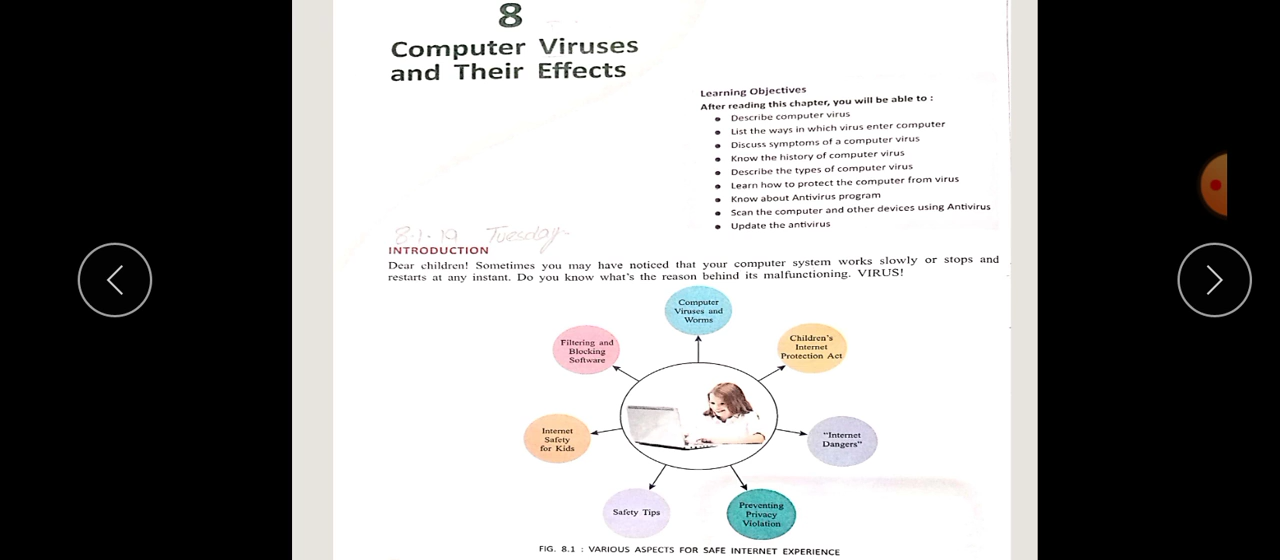 8
Computer Viruses
and Their Effects
Learning Objectives
After reading this chapter, you will be able to :
• Describe computer virus
• List the ways in which virus enter computer
• Discuss symptoms of a computer virus
• Know the history of computer virus
• Describe the types of computer virus
• Learn how to protect the computer from virus
• Know about Antivirus program
• Scan the computer and other devices using Antivirus
• Update the antivirus
8-1-19 Tuesday
INTRODUCTION
Dear children! Sometimes you may have noticed that your computer system works slowly or stops and
restarts at any instant. Do you know what's the reason behind its malfunctioning. VIRUS!
Computer
Viruses and
Worms
Filtering and
Blocking
Software
Children's
Internet
Protection Act
Internet
Safety
for Kids
"Internet
Dangers"
Safety Tips
Preventing
Privacy
Violation
FIG. 8.1 : VARIOUS ASPECTS FOR SAFE INTERNET EXPERIENCE